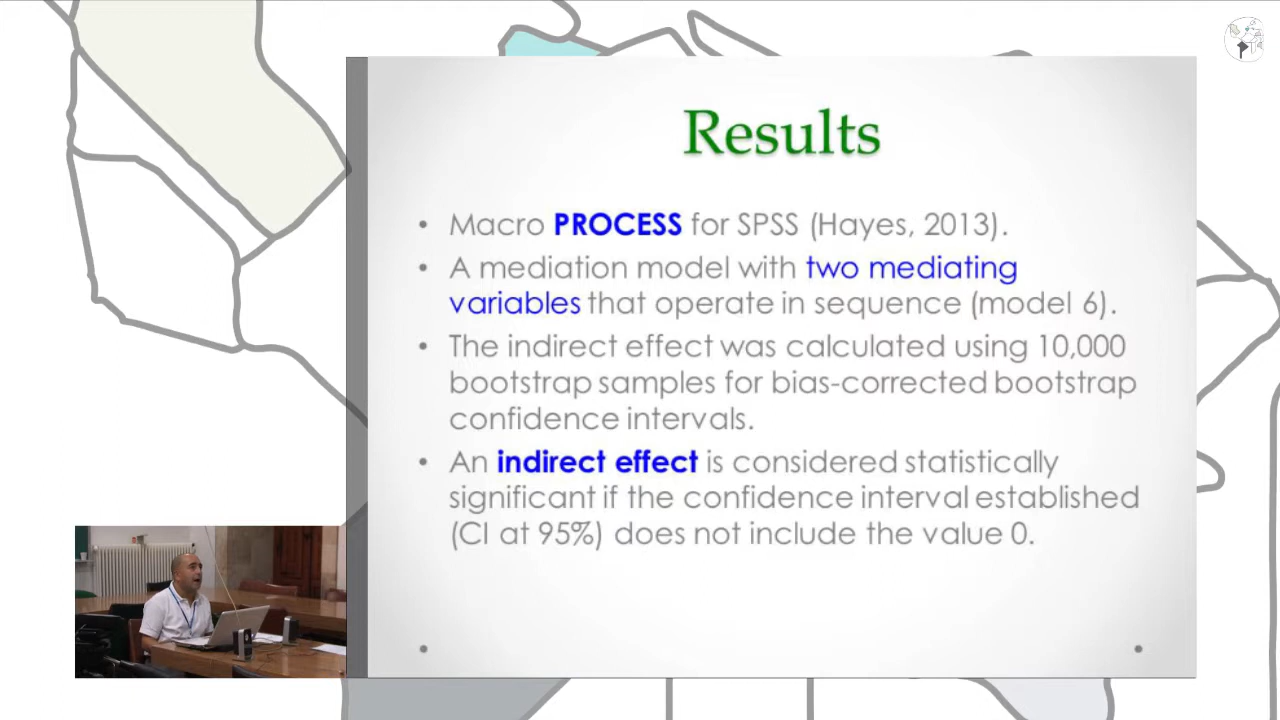 Results
• Macro PROCESS for SPSS (Hayes, 2013).
• A mediation model with two mediating
variables that operate in sequence (model 6).
• The indirect effect was calculated using 10,000
bootstrap samples for bias-corrected bootstrap
confidence intervals.
• An indirect effect is considered statistically
significant if the confidence interval established
(CI at 95%) does not include the value 0.